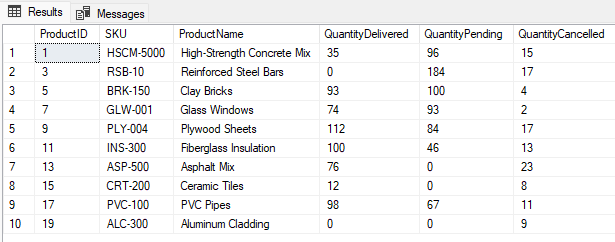 Results Messages
ProductID SKU ProductName QuantityDelivered QuantityPending QuantityCancelled
1 1 HSCM-5000 High-Strength Concrete Mix 35 96 15
2 3 RSB-10 Reinforced Steel Bars 0 184 17
3 5 BRK-150 Clay Bricks 93 100 4
4 7 GLW-001 Glass Windows 74 93 2
5 9 PLY-004 Plywood Sheets 112 84 17
6 11 INS-300 Fiberglass Insulation 100 46 13
7 13 ASP-500 Asphalt Mix 76 0 23
8 15 CRT-200 Ceramic Tiles 12 0 8
9 17 PVC-100 PVC Pipes 98 67 11
10 19 ALC-300 Aluminum Cladding 0 0 9